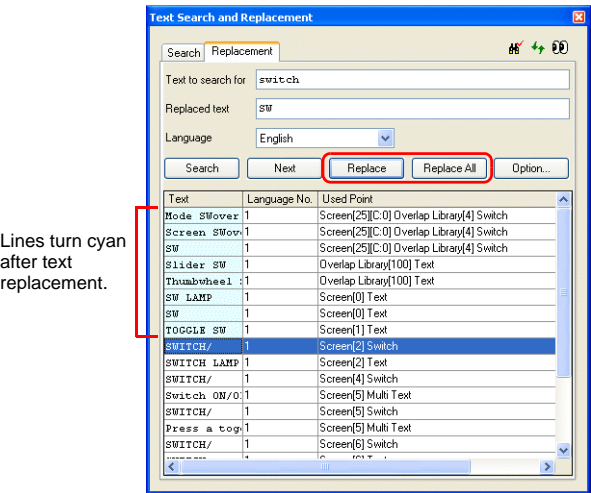 Text Search and Replacement
Search Replacement
Text to search for switch
Replaced text SW
Language English
Search Next Replace Replace All Option...
Text Language No. Used Point
Mode SWover 1 Screen[25][C:0] Overlap Library[4] Switch
Screen SWov 1 Screen[25][C:0] Overlap Library[4] Switch
SW 1 Screen[25][C:0] Overlap Library[4] Switch
Slider SW 1 Overlap Library[100] Text
Thumbwheel 1 Overlap Library[100] Text
SW LAMP 1 Screen[0] Text
SW 1 Screen[0] Text
TOGGLE SW 1 Screen[1] Text
SWITCH/ 1 Screen[2] Switch
SWITCH LAMP 1 Screen[2] Text
SWITCH/ 1 Screen[4] Switch
Switch ON/O 1 Screen[5] Multi Text
SWITCH/ 1 Screen[5] Switch
Press a tog 1 Screen[5] Multi Text
SWITCH/ 1 Screen[6] Switch
Lines turn cyan
after text
replacement.